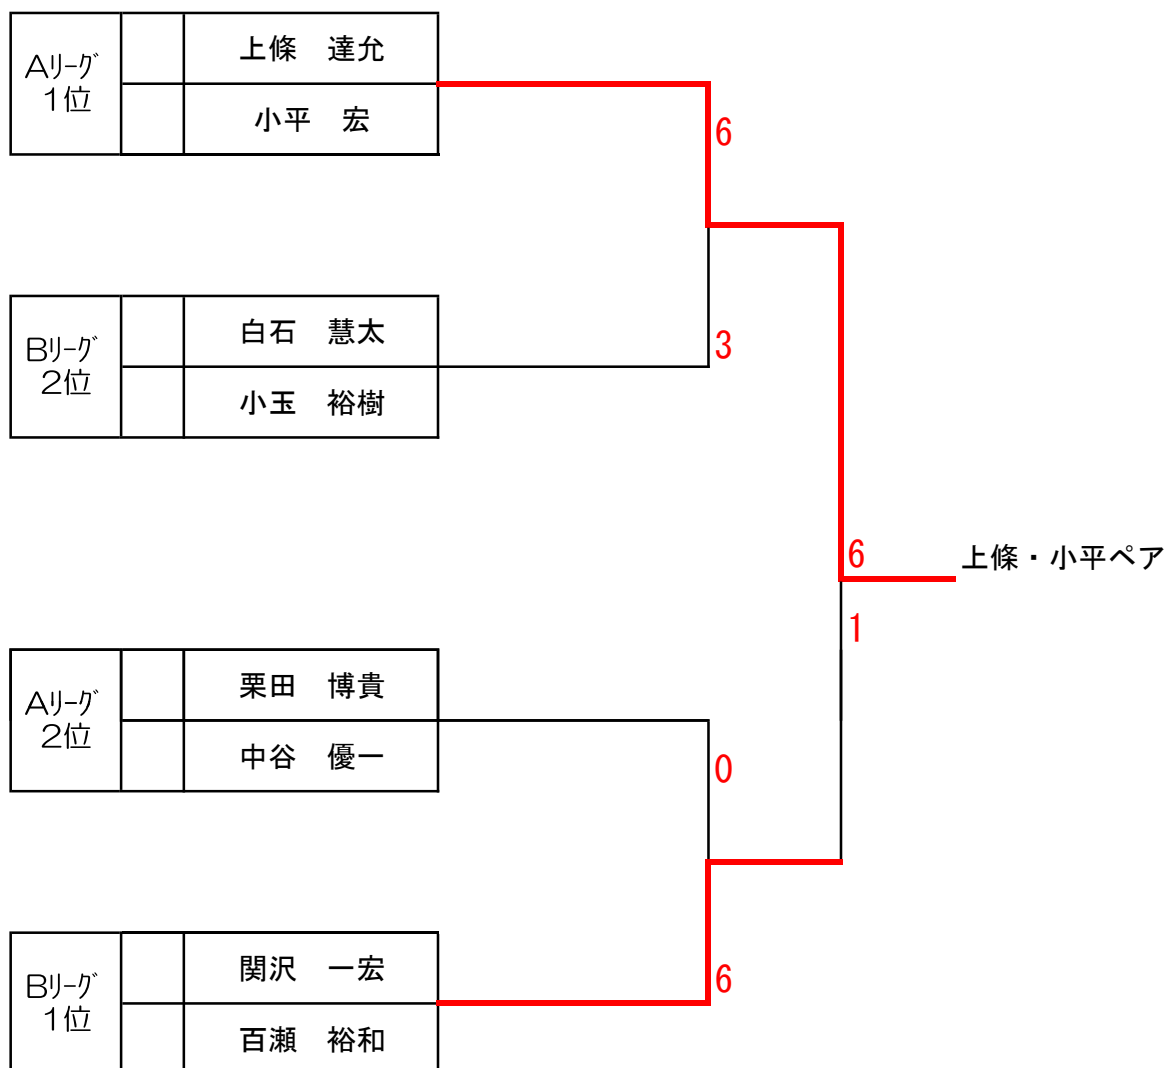 Aﾘｰｸﾞ
1位
上條　達允
小平　宏
6
Bﾘｰｸﾞ
2位
白石　慧太
小玉　裕樹
3
6
上條・小平ペア
1
Aﾘｰｸﾞ
2位
栗田　博貴
中谷　優一
0
Bﾘｰｸﾞ
1位
関沢　一宏
百瀬　裕和
6